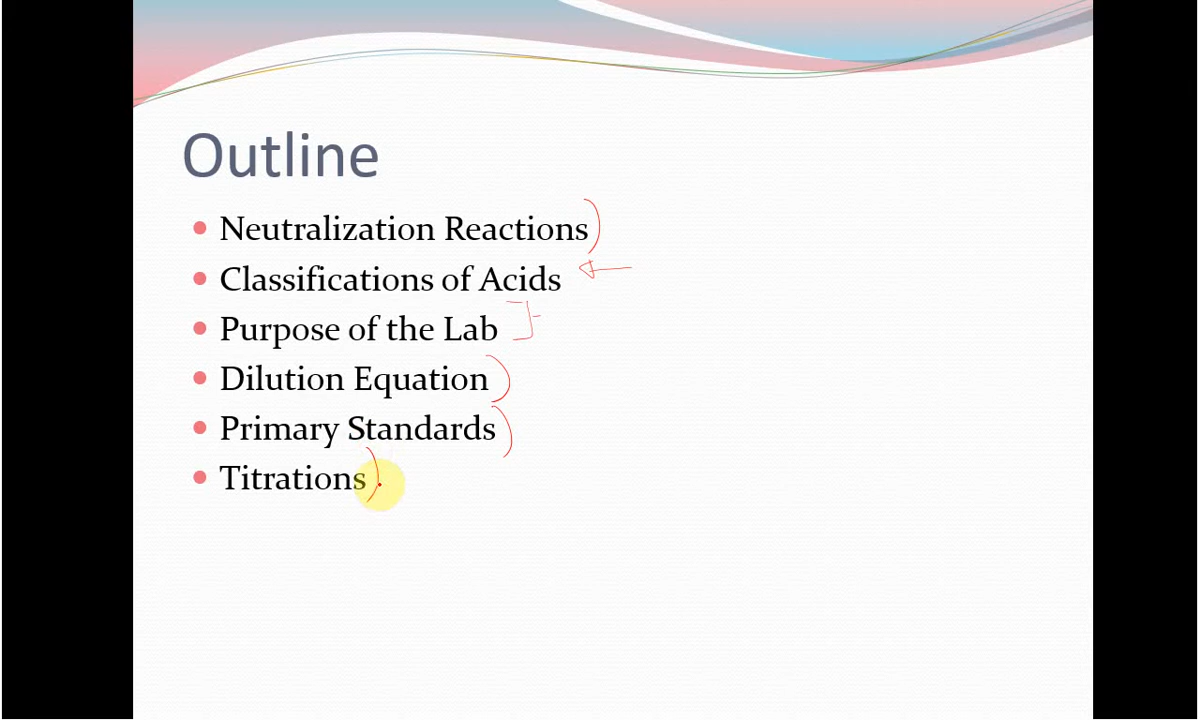 Outline
Neutralization Reactions
Classifications of Acids
Purpose of the Lab
Dilution Equation
Primary Standards
Titrations